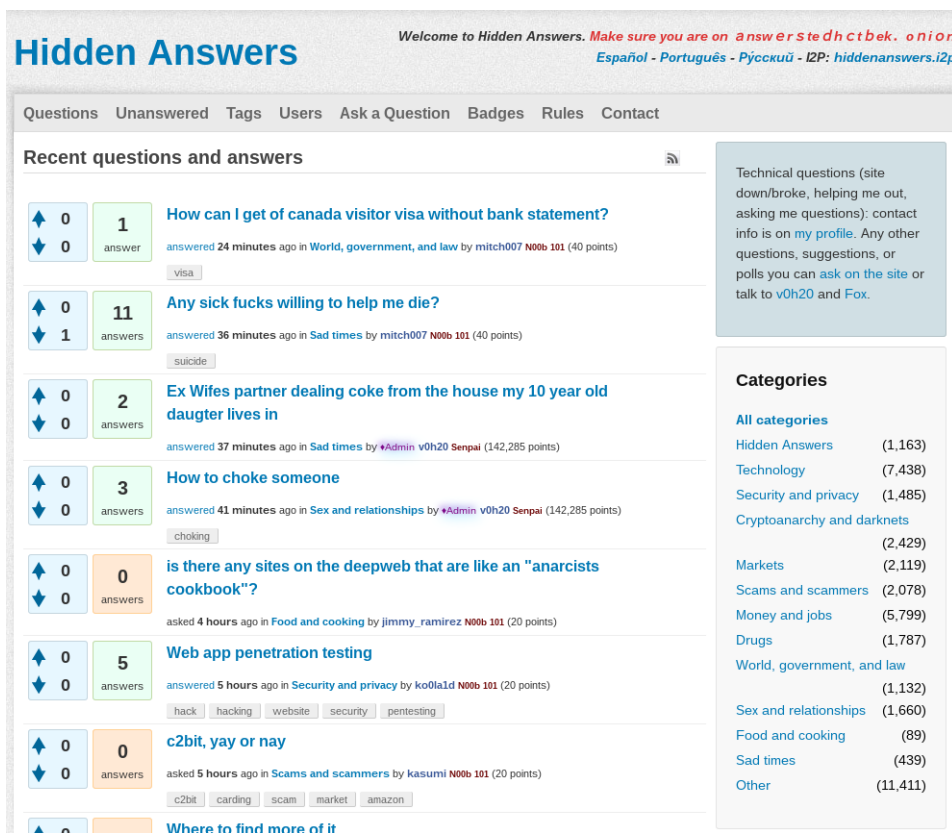 Hidden Answers
Welcome to Hidden Answers. Make sure you are on answerstedhctbek.onion
Español - Português - Ру́сский - I2P: hiddenanswers.i2p
Questions Unanswered Tags Users Ask a Question Badges Rules Contact
Recent questions and answers
0
0
1
answer
How can I get of canada visitor visa without bank statement?
answered 24 minutes ago in World, government, and law by mitch007 N00b 101 (40 points)
visa
0
1
11
answers
Any sick fucks willing to help me die?
answered 36 minutes ago in Sad times by mitch007 N00b 101 (40 points)
suicide
0
0
2
answers
Ex Wifes partner dealing coke from the house my 10 year old
daugter lives in
answered 37 minutes ago in Sad times by ♦Admin v0h20 Senpai (142,285 points)
0
0
3
answers
How to choke someone
answered 41 minutes ago in Sex and relationships by ♦Admin v0h20 Senpai (142,285 points)
choking
0
0
0
answers
is there any sites on the deepweb that are like an "anarcists
cookbook"?
asked 4 hours ago in Food and cooking by jimmy_ramirez N00b 101 (20 points)
0
0
5
answers
Web app penetration testing
answered 5 hours ago in Security and privacy by ko0la1d N00b 101 (20 points)
hack hacking website security pentesting
0
0
0
answers
c2bit, yay or nay
asked 5 hours ago in Scams and scammers by kasumi N00b 101 (20 points)
c2bit carding scam market amazon
Where to find more of it
Technical questions (site
down/broke, helping me out,
asking me questions): contact
info is on my profile. Any other
questions, suggestions, or
polls you can ask on the site or
talk to v0h20 and Fox.
Categories
All categories
Hidden Answers (1,163)
Technology (7,438)
Security and privacy (1,485)
Cryptoanarchy and darknets
(2,429)
Markets (2,119)
Scams and scammers (2,078)
Money and jobs (5,799)
Drugs (1,787)
World, government, and law
(1,132)
Sex and relationships (1,660)
Food and cooking (89)
Sad times (439)
Other (11,411)